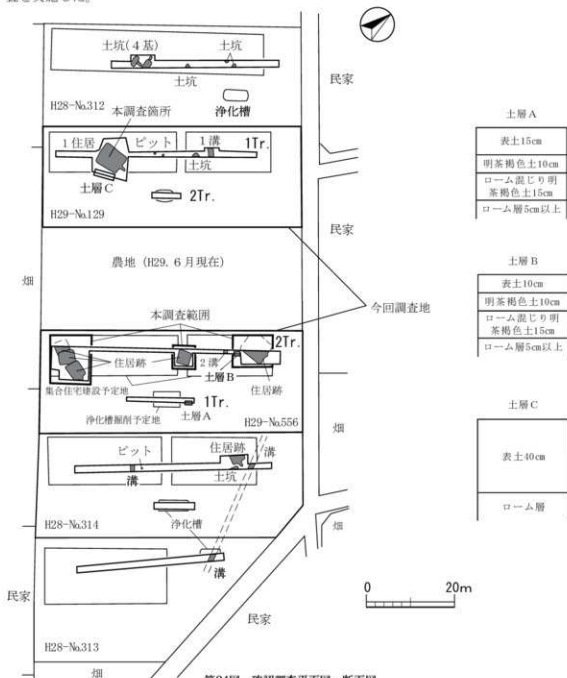 土坑(4基)
土坑
土坑
民家
H28-No.312
本調査箇所
浄化槽
1住居
ピット
1溝
1Tr.
土坑
土層C
2Tr.
H29-No.129
民家
農地(H29.6月現在)
畑
今回調査地
本調査範囲
2Tr.
住居跡
2溝
土層B
住居跡
集合住宅建設予定地
1Tr.
浄化槽掘削予定地
土層A
H29-No.556
畑
ピット
住居跡
溝
溝
土坑
H28-No.314
浄化槽
畑
溝
民家
民家
H28-No.313
畑
土層A
表土15cm
明茶褐色土10cm
ローム混じり明
茶褐色土15cm
ローム層5cm以上
土層B
表土10cm
明茶褐色土10cm
ローム混じり明
茶褐色土15cm
ローム層5cm以上
土層C
表土40cm
ローム層
0
20m